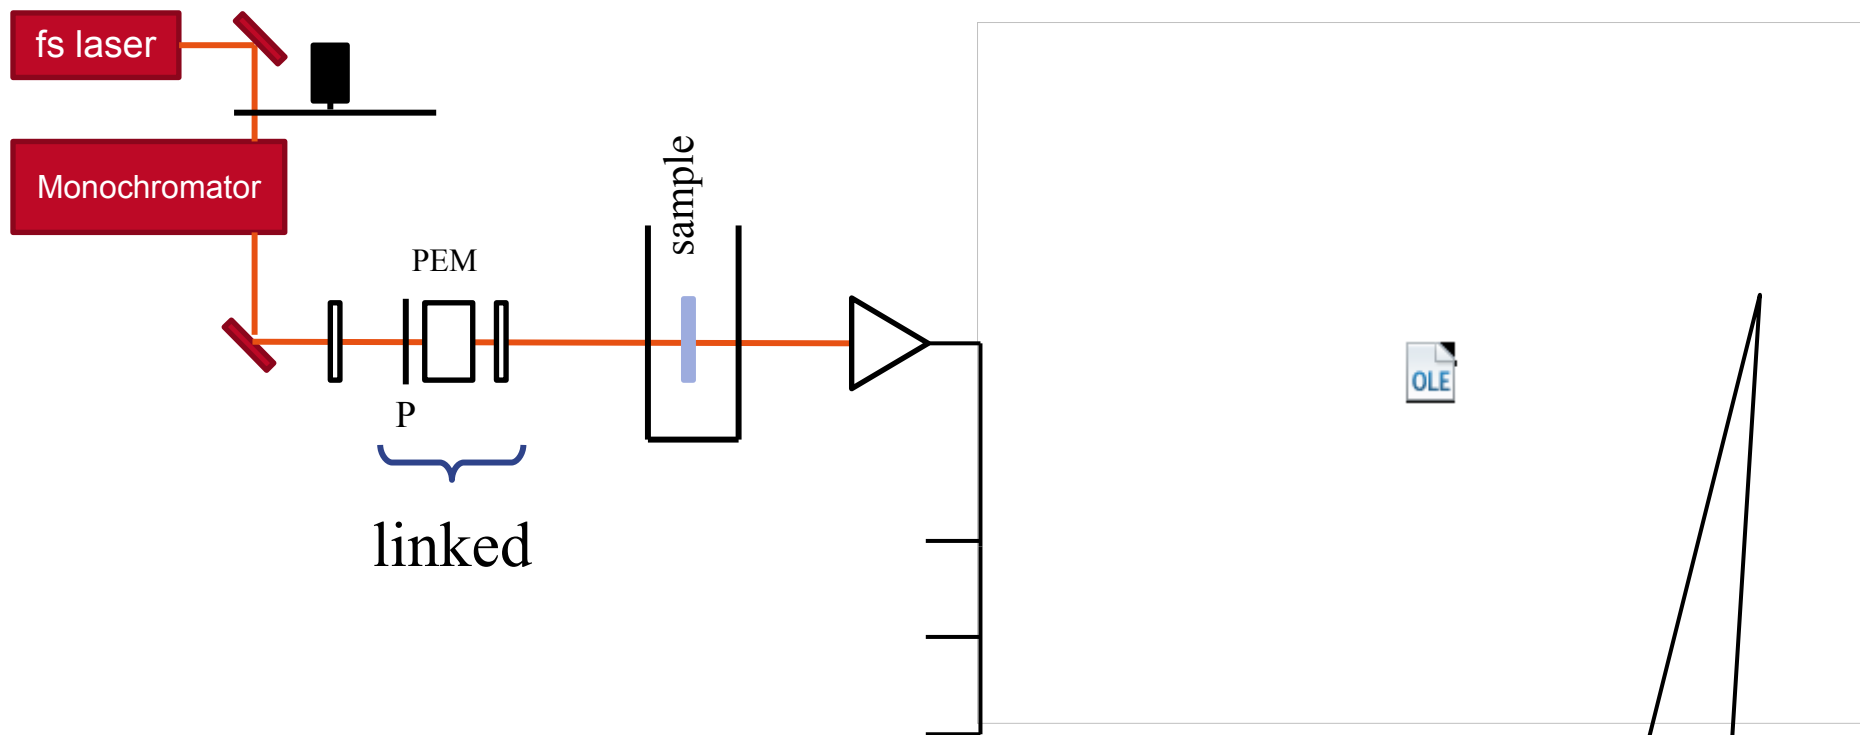 fs laser
Monochromator
sample
PEM
P
linked
OLE